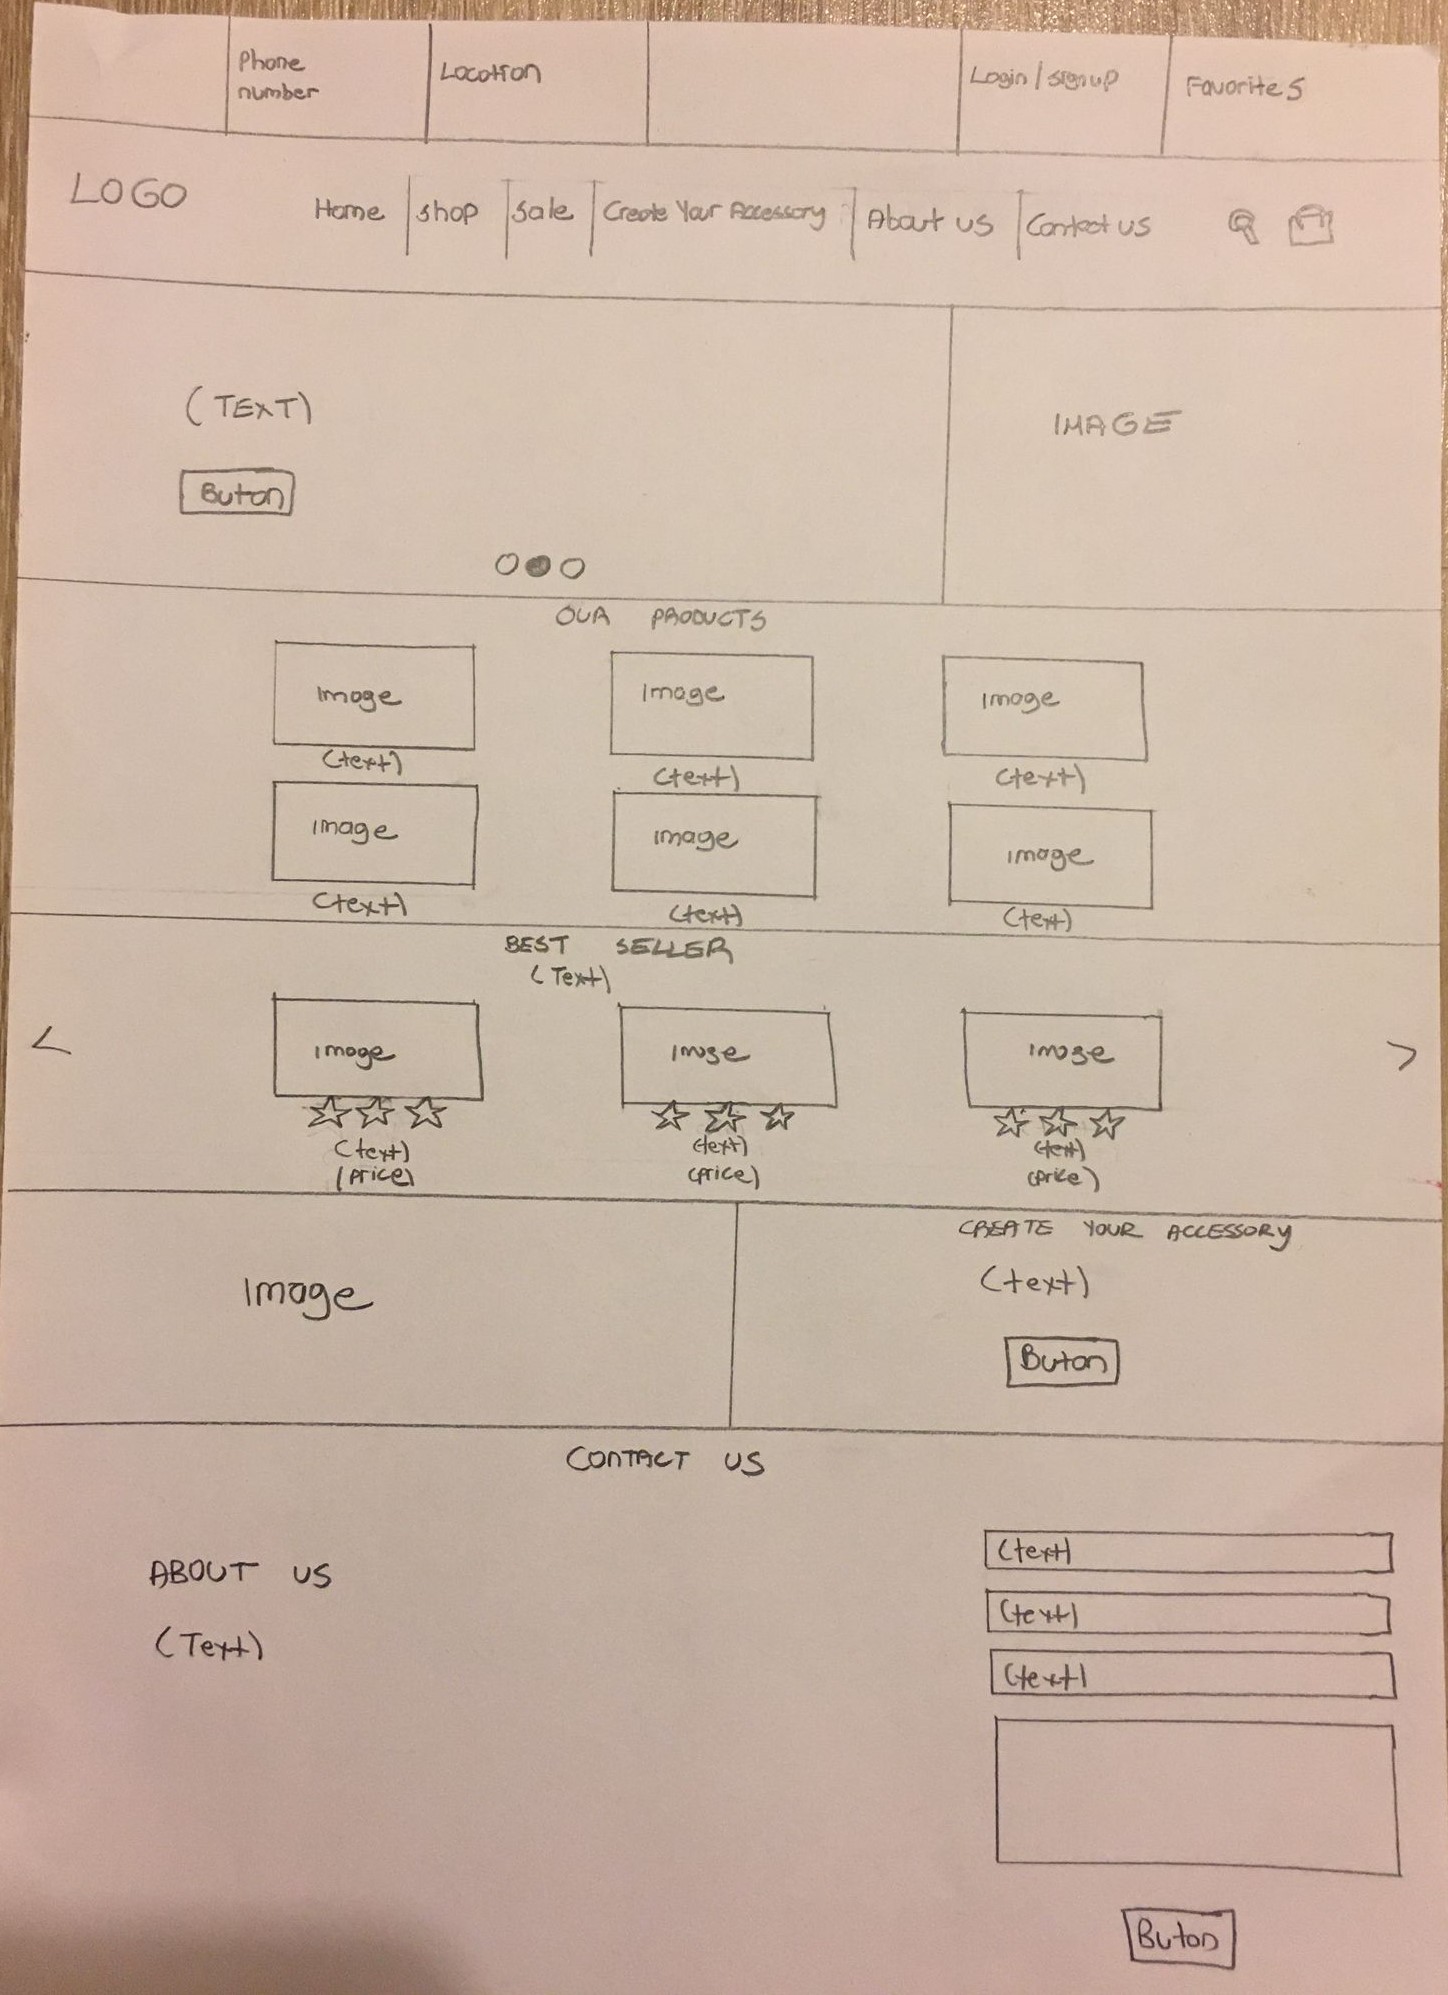 Phone
number
Location
Login / signup
Favorites
LOGO
Home
shop
Sale
Create Your Accessory
About us
Contact us
(TEXT)
IMAGE
Buton
OUR PRODUCTS
Image
Image
Image
(text)
(text)
(text)
Image
Image
Image
(text)
(text)
(text)
BEST SELLER
(Text)
<
Image
Image
Image
>
(text)
(text)
(text)
(price)
(price)
(price)
Image
CREATE YOUR ACCESSORY
(text)
Buton
CONTACT US
ABOUT US
(Text)
(text)
(text)
(text)
Buton